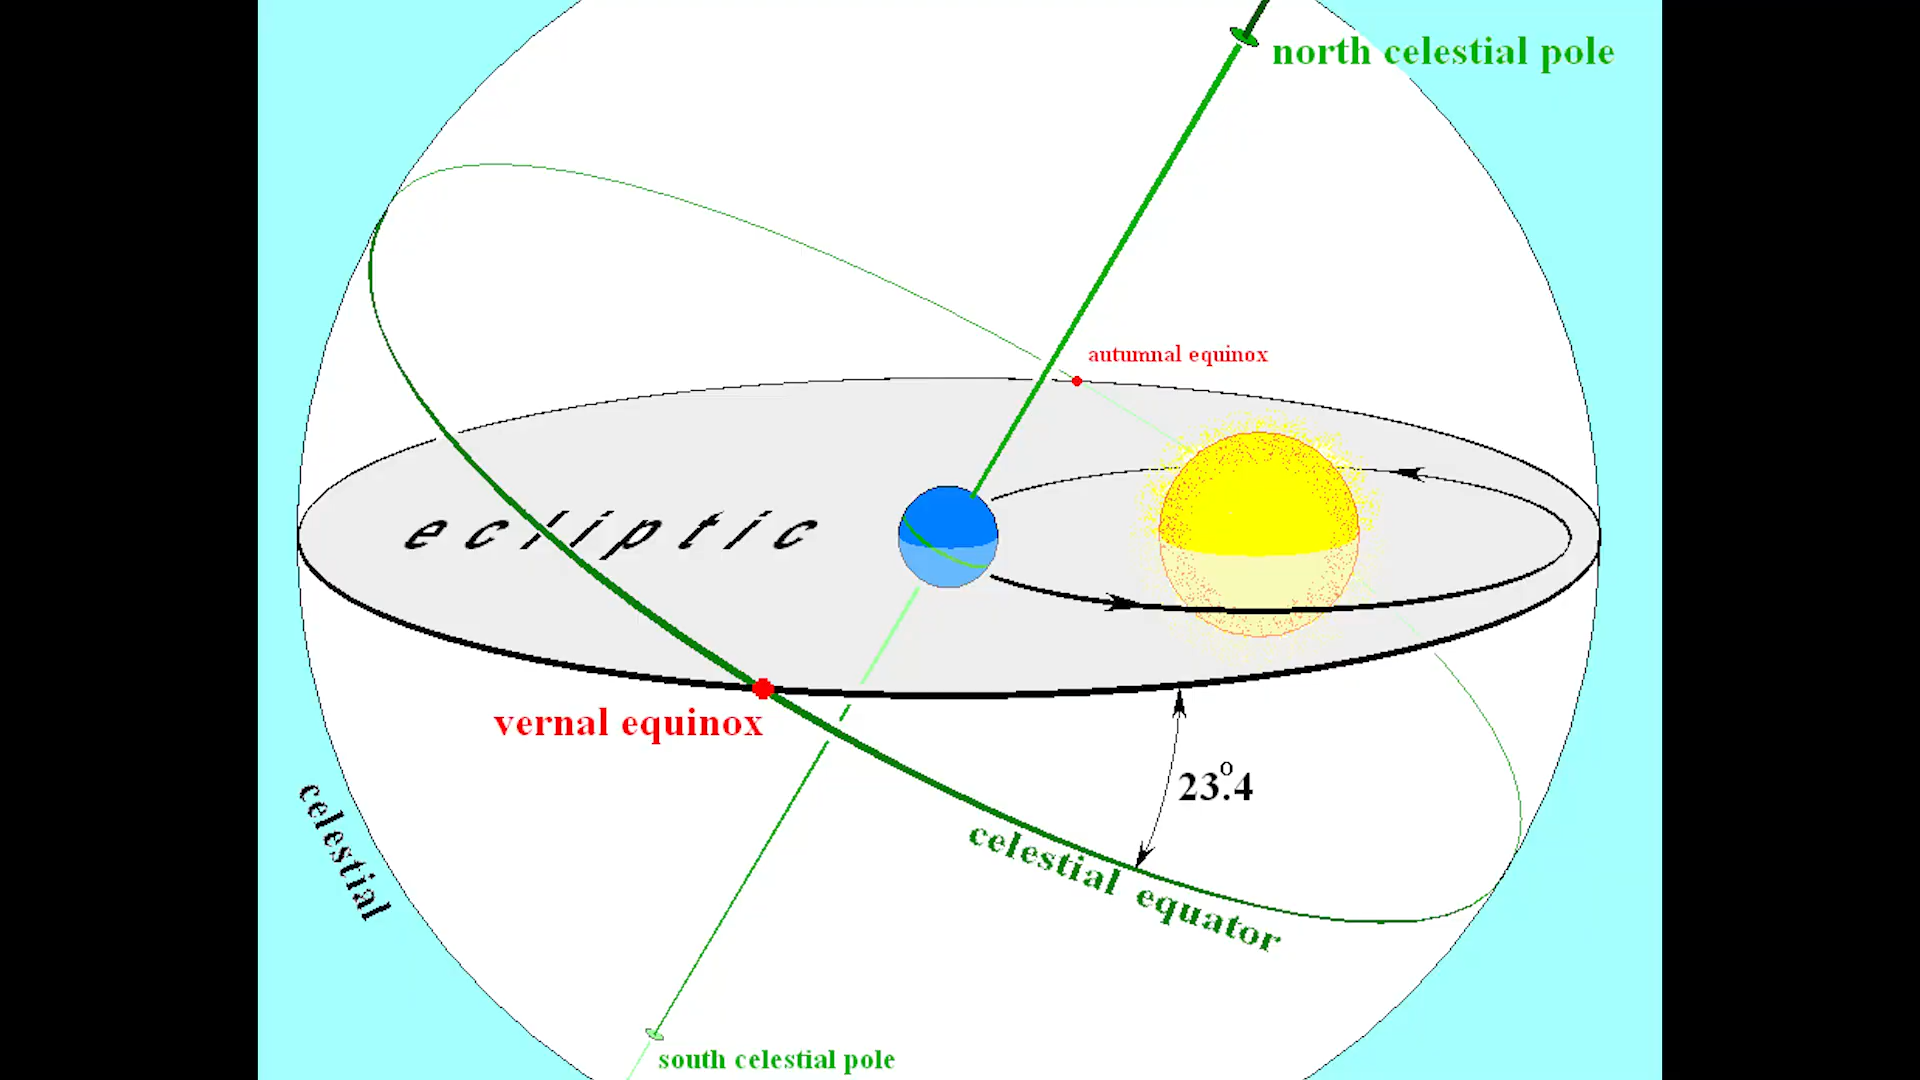 north celestial pole
autumnal equinox
ecliptic
vernal equinox
23.4°
celestial
celestial equator
south celestial pole